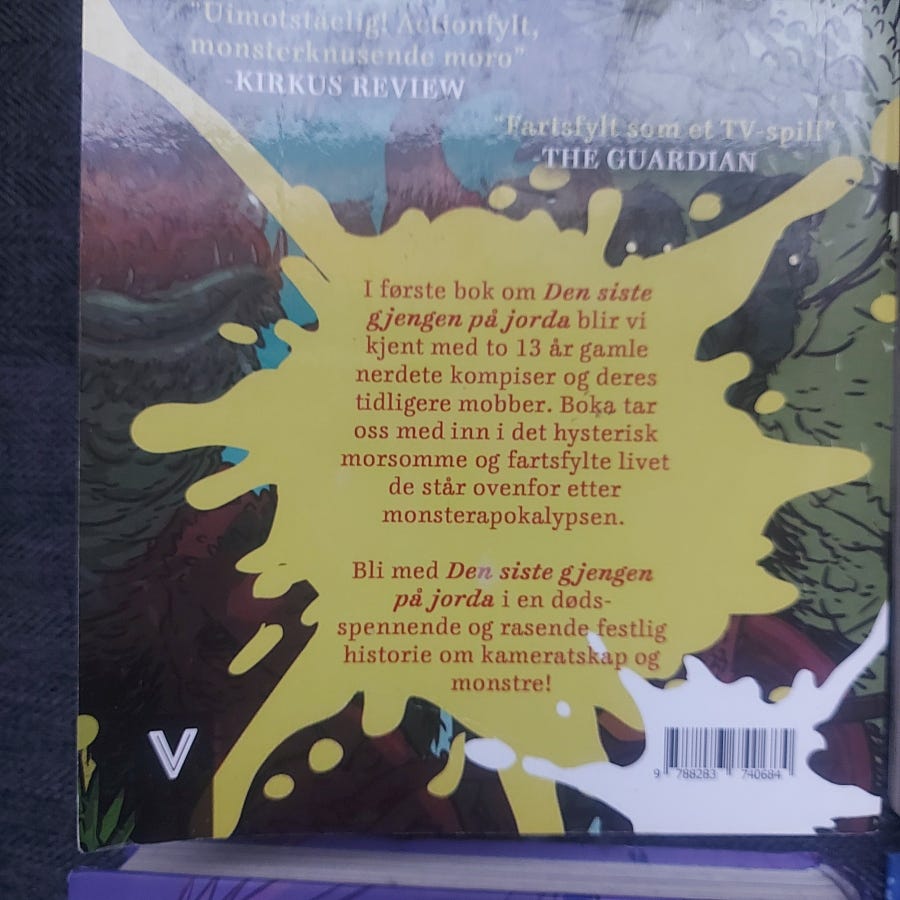 "Uimotståelig! Actionfylt,
monsterknusende moro"
-KIRKUS REVIEW
"Fartsfylt som et TV-spill"
-THE GUARDIAN
I første bok om Den siste
gjengen på jorda blir vi
kjent med to 13 år gamle
nerdete kompiser og deres
tidligere mobber. Boka tar
oss med inn i det hysterisk
morsomme og fartsfylte livet
de står ovenfor etter
monsterapokalypsen.
Bli med Den siste gjengen
på jorda i en døds-
spennende og rasende festlig
historie om kameratskap og
monstre!
V
9 788283 740684